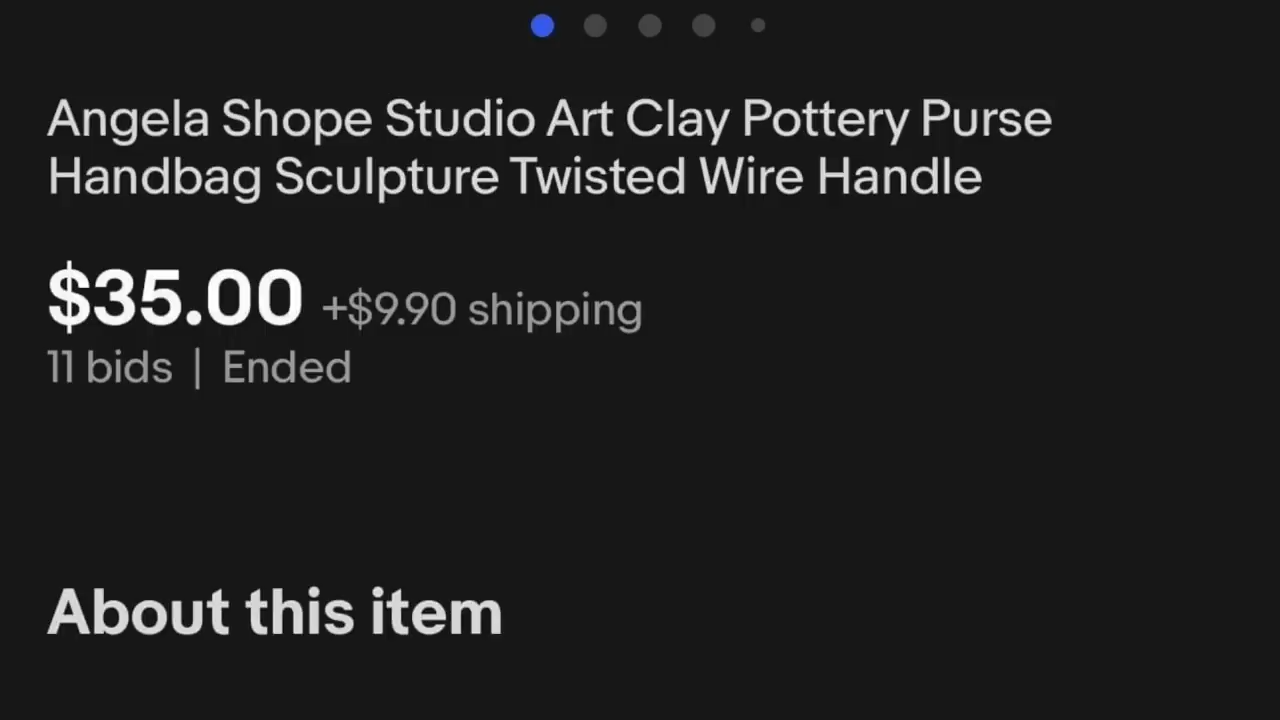 Angela Shope Studio Art Clay Pottery Purse
Handbag Sculpture Twisted Wire Handle
$35.00 +$9.90 shipping
11 bids | Ended
About this item